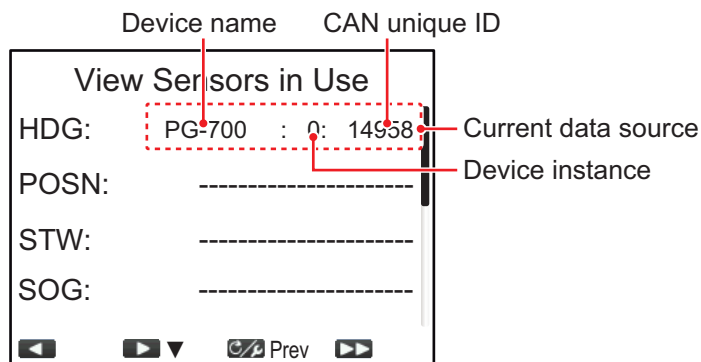 Device name CAN unique ID
View Sensors in Use
HDG: PG-700 : 0: 14958 Current data source
Device instance
POSN: ----------------------
STW: ----------------------
SOG: ----------------------
Prev